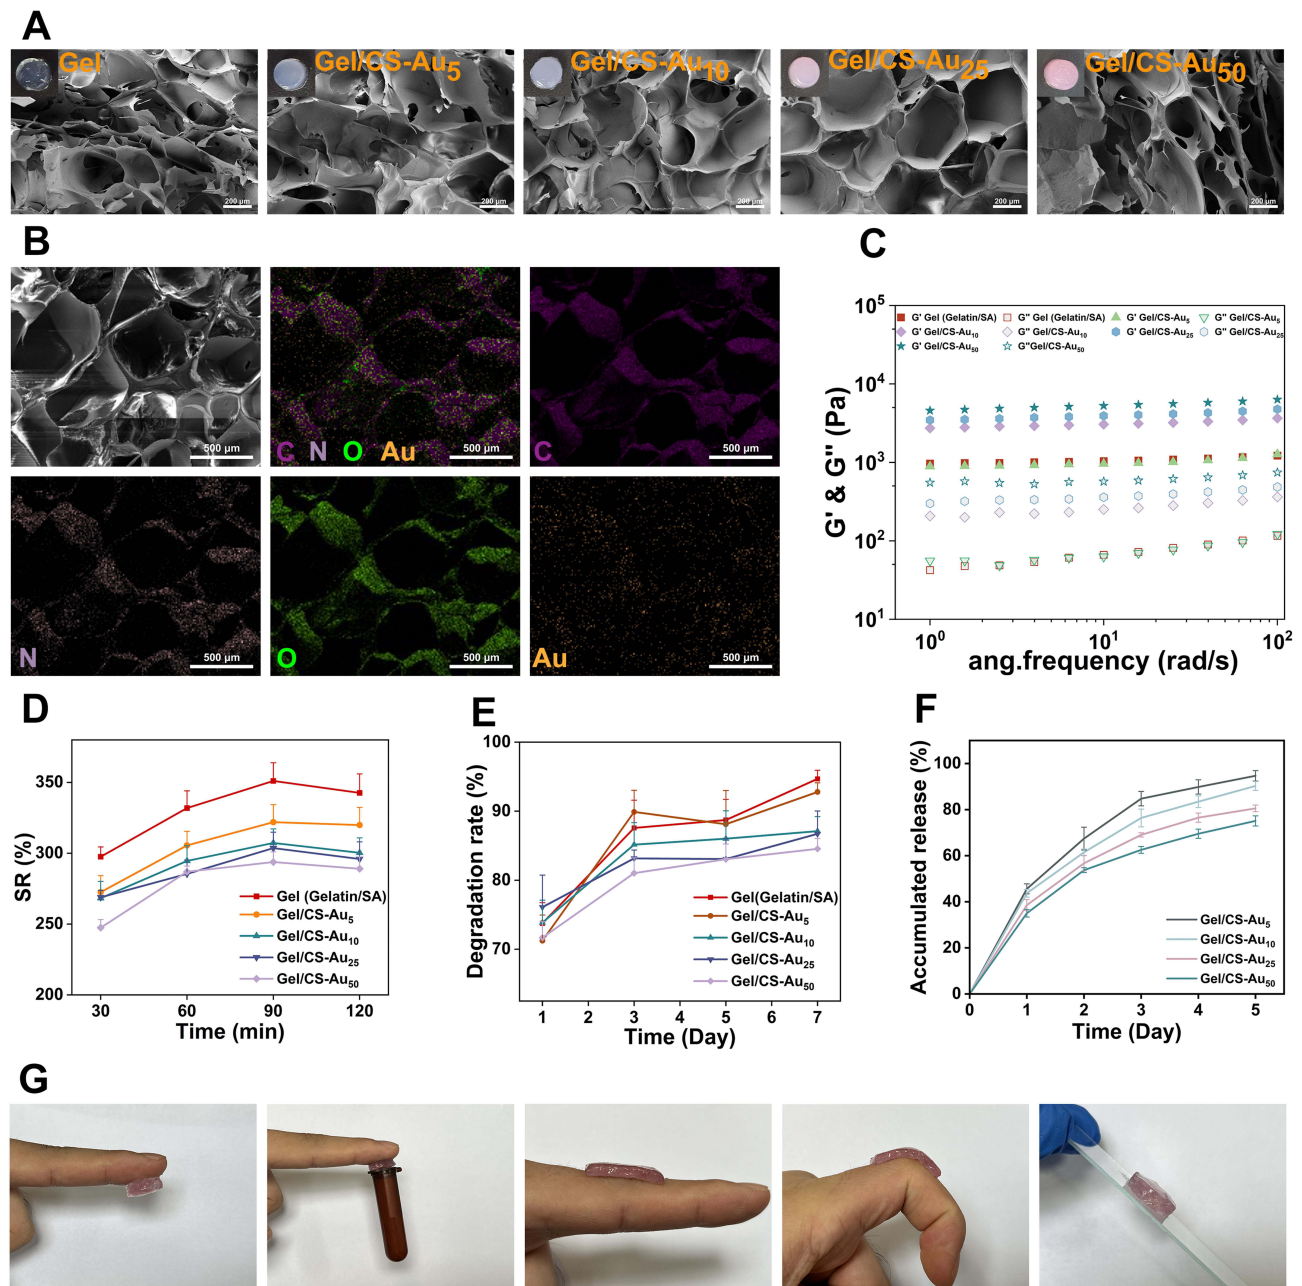 A
Gel
Gel/CS-Au5
Gel/CS-Au10
Gel/CS-Au25
Gel/CS-Au50
200 μm
200 μm
200 μm
200 μm
200 μm
B
500 μm
C N O Au
500 μm
C
500 μm
N
500 μm
O
500 μm
Au
500 μm
C
G' & G'' (Pa)
10^5
10^4
10^3
10^2
10^1
G' Gel (Gelatin/SA) G'' Gel (Gelatin/SA) G' Gel/CS-Au5 G'' Gel/CS-Au5
G' Gel/CS-Au10 G'' Gel/CS-Au10 G' Gel/CS-Au25 G'' Gel/CS-Au25
G' Gel/CS-Au50 G''Gel/CS-Au50
10^0 10^1 10^2
ang.frequency (rad/s)
D
SR (%)
350
300
250
200
Gel (Gelatin/SA)
Gel/CS-Au5
Gel/CS-Au10
Gel/CS-Au25
Gel/CS-Au50
30 60 90 120
Time (min)
E
Degradation rate (%)
100
90
80
70
Gel(Gelatin/SA)
Gel/CS-Au5
Gel/CS-Au10
Gel/CS-Au25
Gel/CS-Au50
1 2 3 4 5 6 7
Time (Day)
F
Accumulated release (%)
100
80
60
40
20
0
Gel/CS-Au5
Gel/CS-Au10
Gel/CS-Au25
Gel/CS-Au50
0 1 2 3 4 5
Time (Day)
G